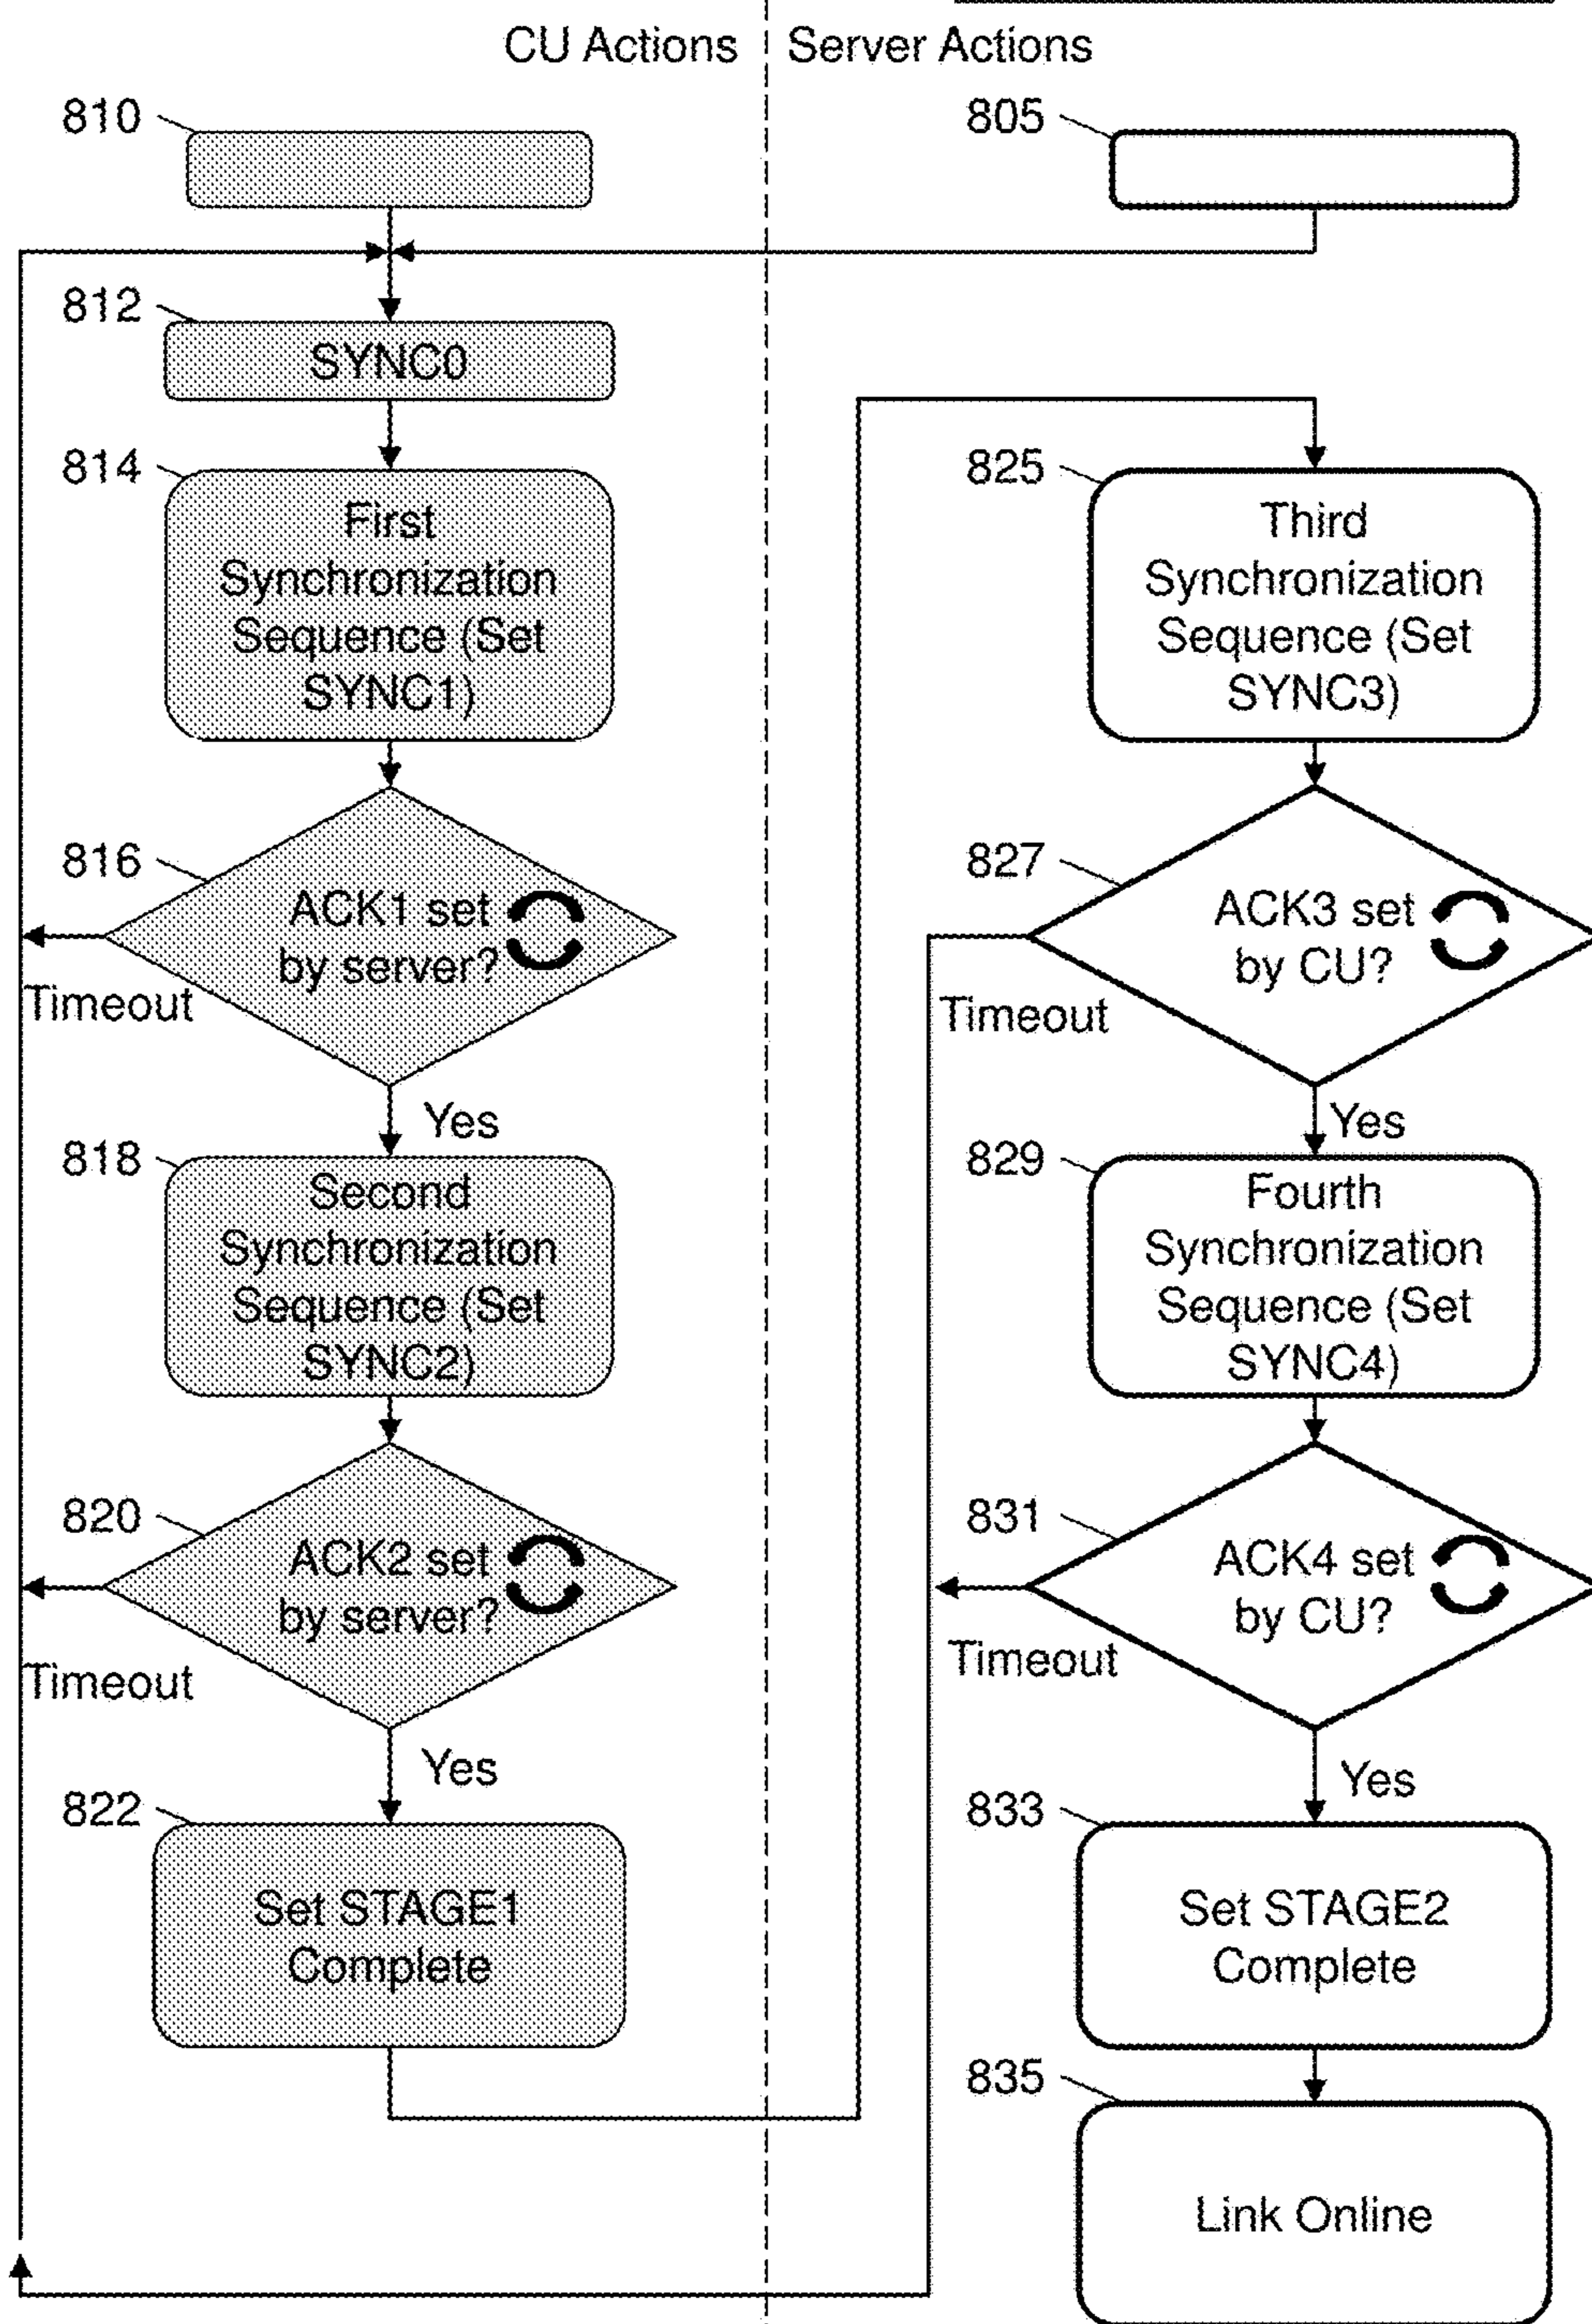 CU Actions
Server Actions
810
805
812
SYNC0
814
First
Synchronization
Sequence (Set
SYNC1)
825
Third
Synchronization
Sequence (Set
SYNC3)
816
ACK1 set
by server?
Timeout
827
ACK3 set
by CU?
Timeout
Yes
Yes
818
Second
Synchronization
Sequence (Set
SYNC2)
829
Fourth
Synchronization
Sequence (Set
SYNC4)
820
ACK2 set
by server?
Timeout
831
ACK4 set
by CU?
Timeout
Yes
Yes
822
Set STAGE1
Complete
833
Set STAGE2
Complete
835
Link Online